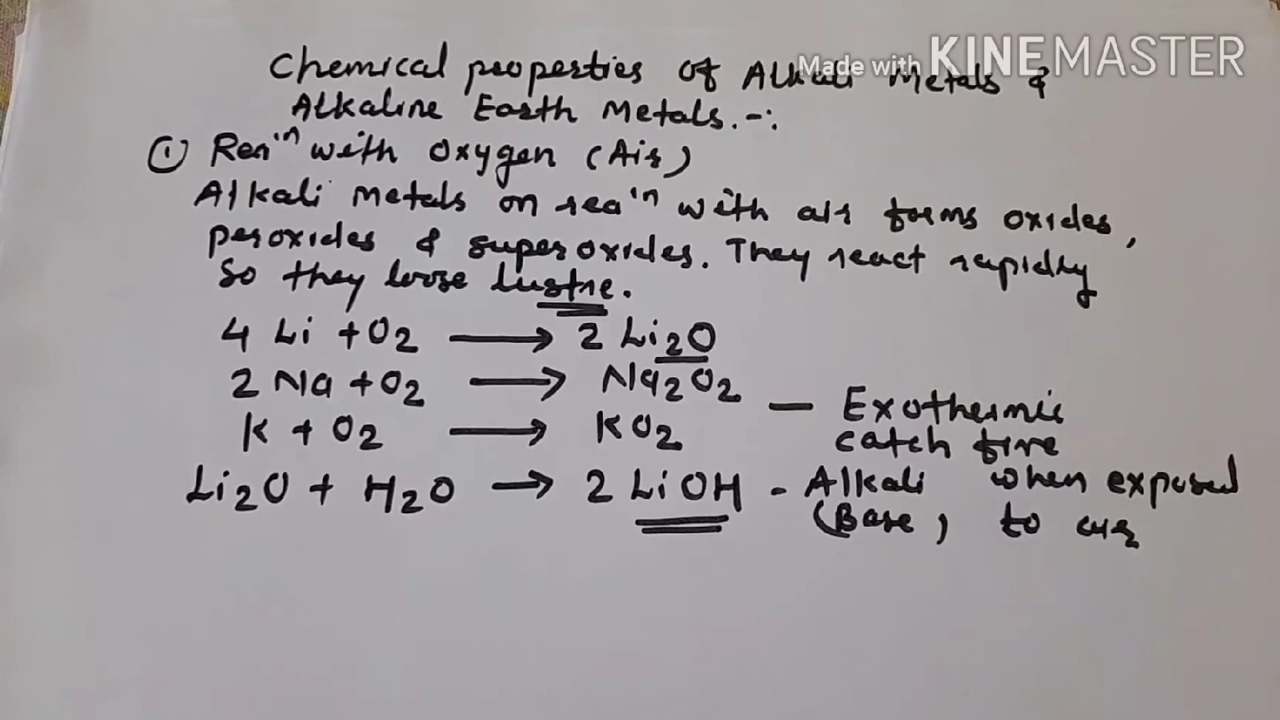 Made with KINEMASTER
Chemical properties of Alkali Metals &
Alkaline Earth Metals.-:
① Rea'n with Oxygen (Air)
Alkali Metals on rea'n with air forms oxides,
peroxides & superoxides. They react rapidly
So they loose lustre.
4 Li + O2 → 2 Li2O
2 Na + O2 → Na2O2 — Exothermic
K + O2 → KO2 catch fire
Li2O + H2O → 2 LiOH - Alkali when exposed
(Base) to air